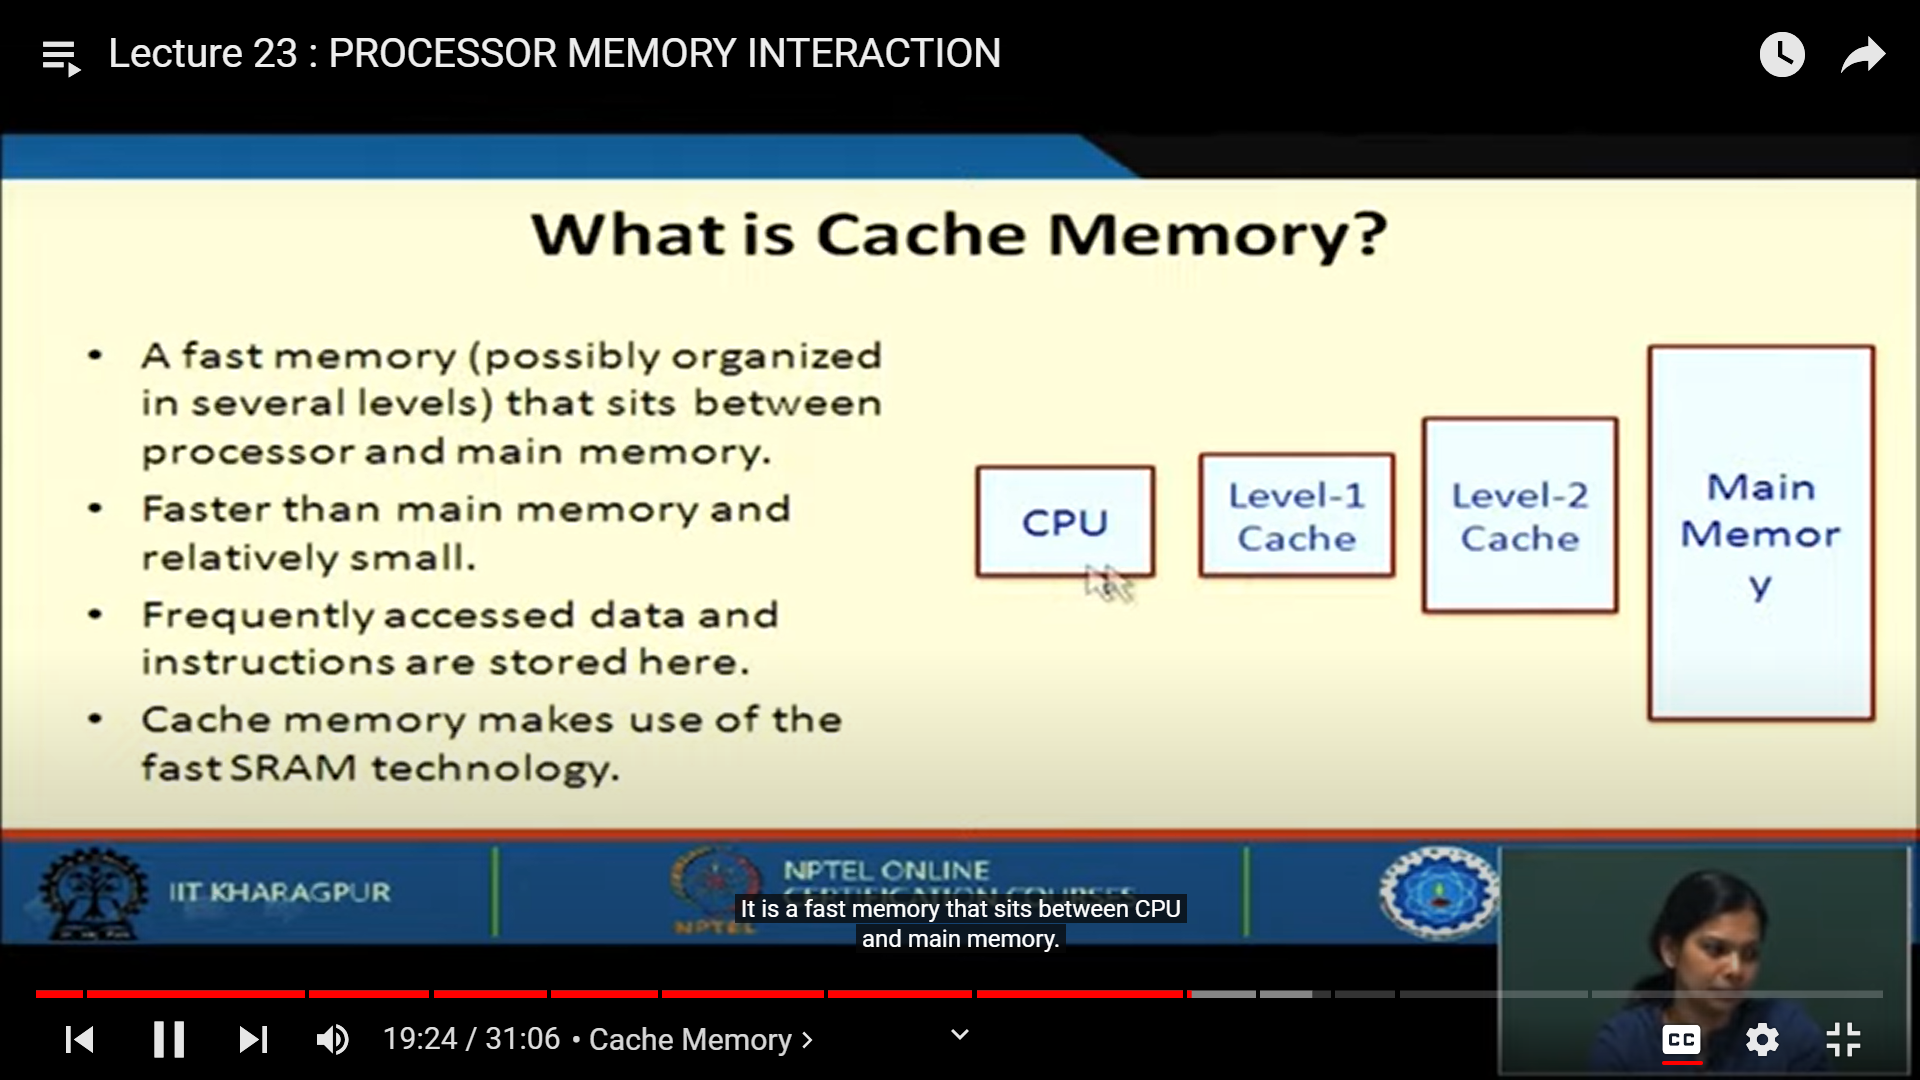 Lecture 23 : PROCESSOR MEMORY INTERACTION
What is Cache Memory?
• A fast memory (possibly organized
in several levels) that sits between
processor and main memory.
• Faster than main memory and
relatively small.
• Frequently accessed data and
instructions are stored here.
• Cache memory makes use of the
fast SRAM technology.
CPU
Level-1
Cache
Level-2
Cache
Main
Memor
y
IIT KHARAGPUR
NPTEL
NPTEL ONLINE
CERTIFICATION COURSES
It is a fast memory that sits between CPU
and main memory.
19:24 / 31:06 • Cache Memory >
CC